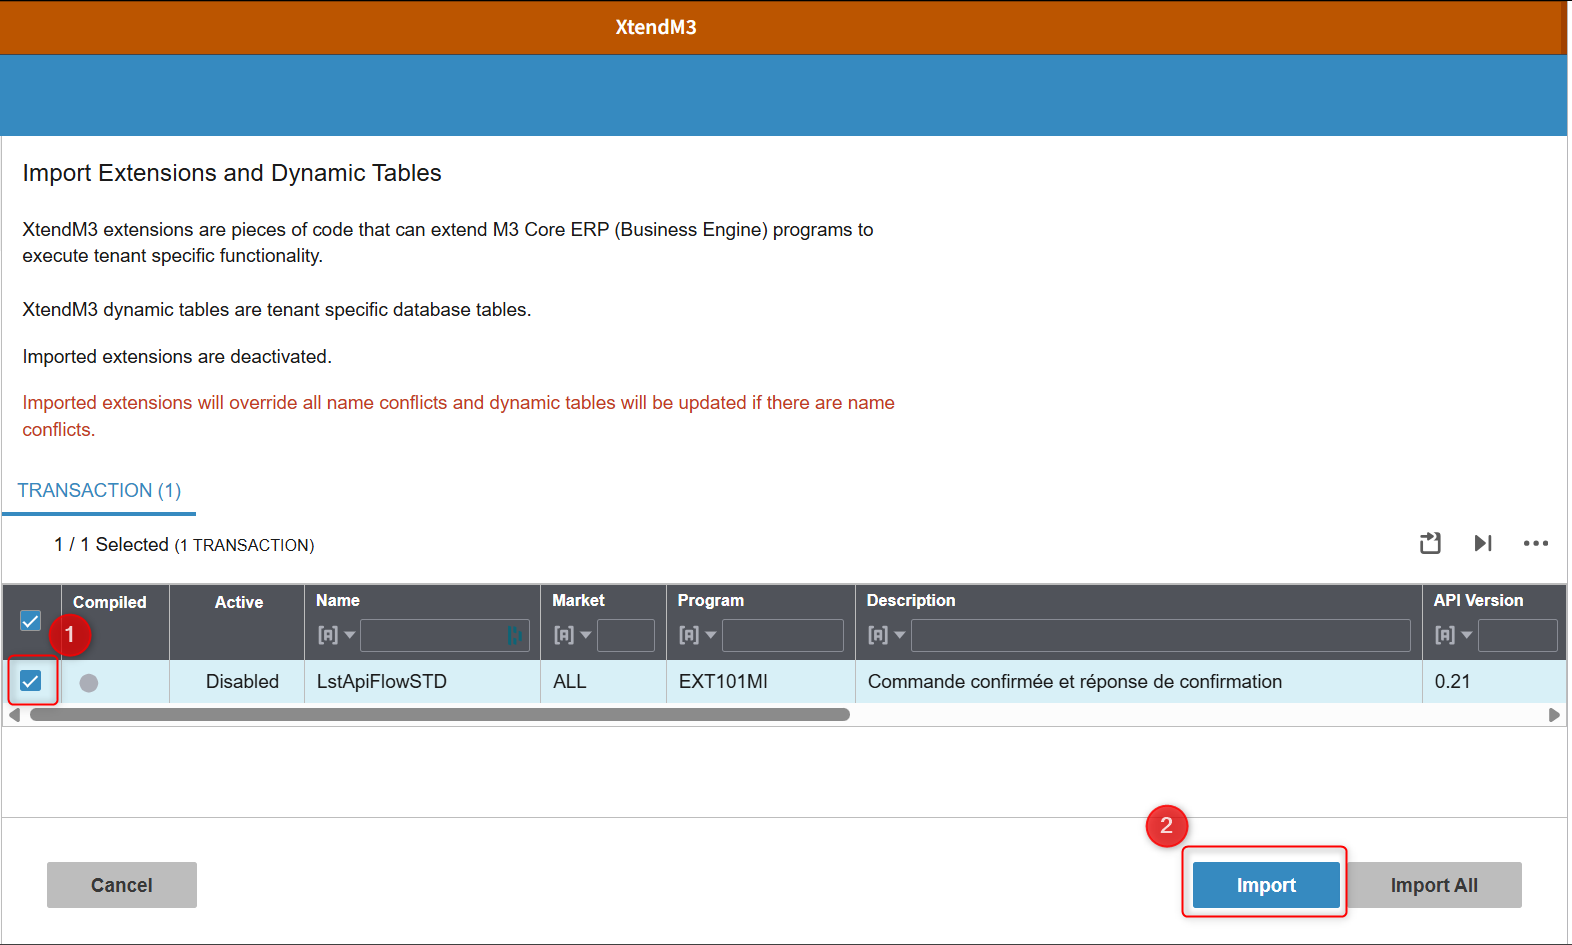 XtendM3
Import Extensions and Dynamic Tables
XtendM3 extensions are pieces of code that can extend M3 Core ERP (Business Engine) programs to
execute tenant specific functionality.
XtendM3 dynamic tables are tenant specific database tables.
Imported extensions are deactivated.
Imported extensions will override all name conflicts and dynamic tables will be updated if there are name
conflicts.
TRANSACTION (1)
1 / 1 Selected (1 TRANSACTION)
Compiled Active Name Market Program Description API Version
[A] [A] [A] [A] [A]
1
Disabled LstApiFlowSTD ALL EXT101MI Commande confirmée et réponse de confirmation 0.21
2
Cancel Import Import All